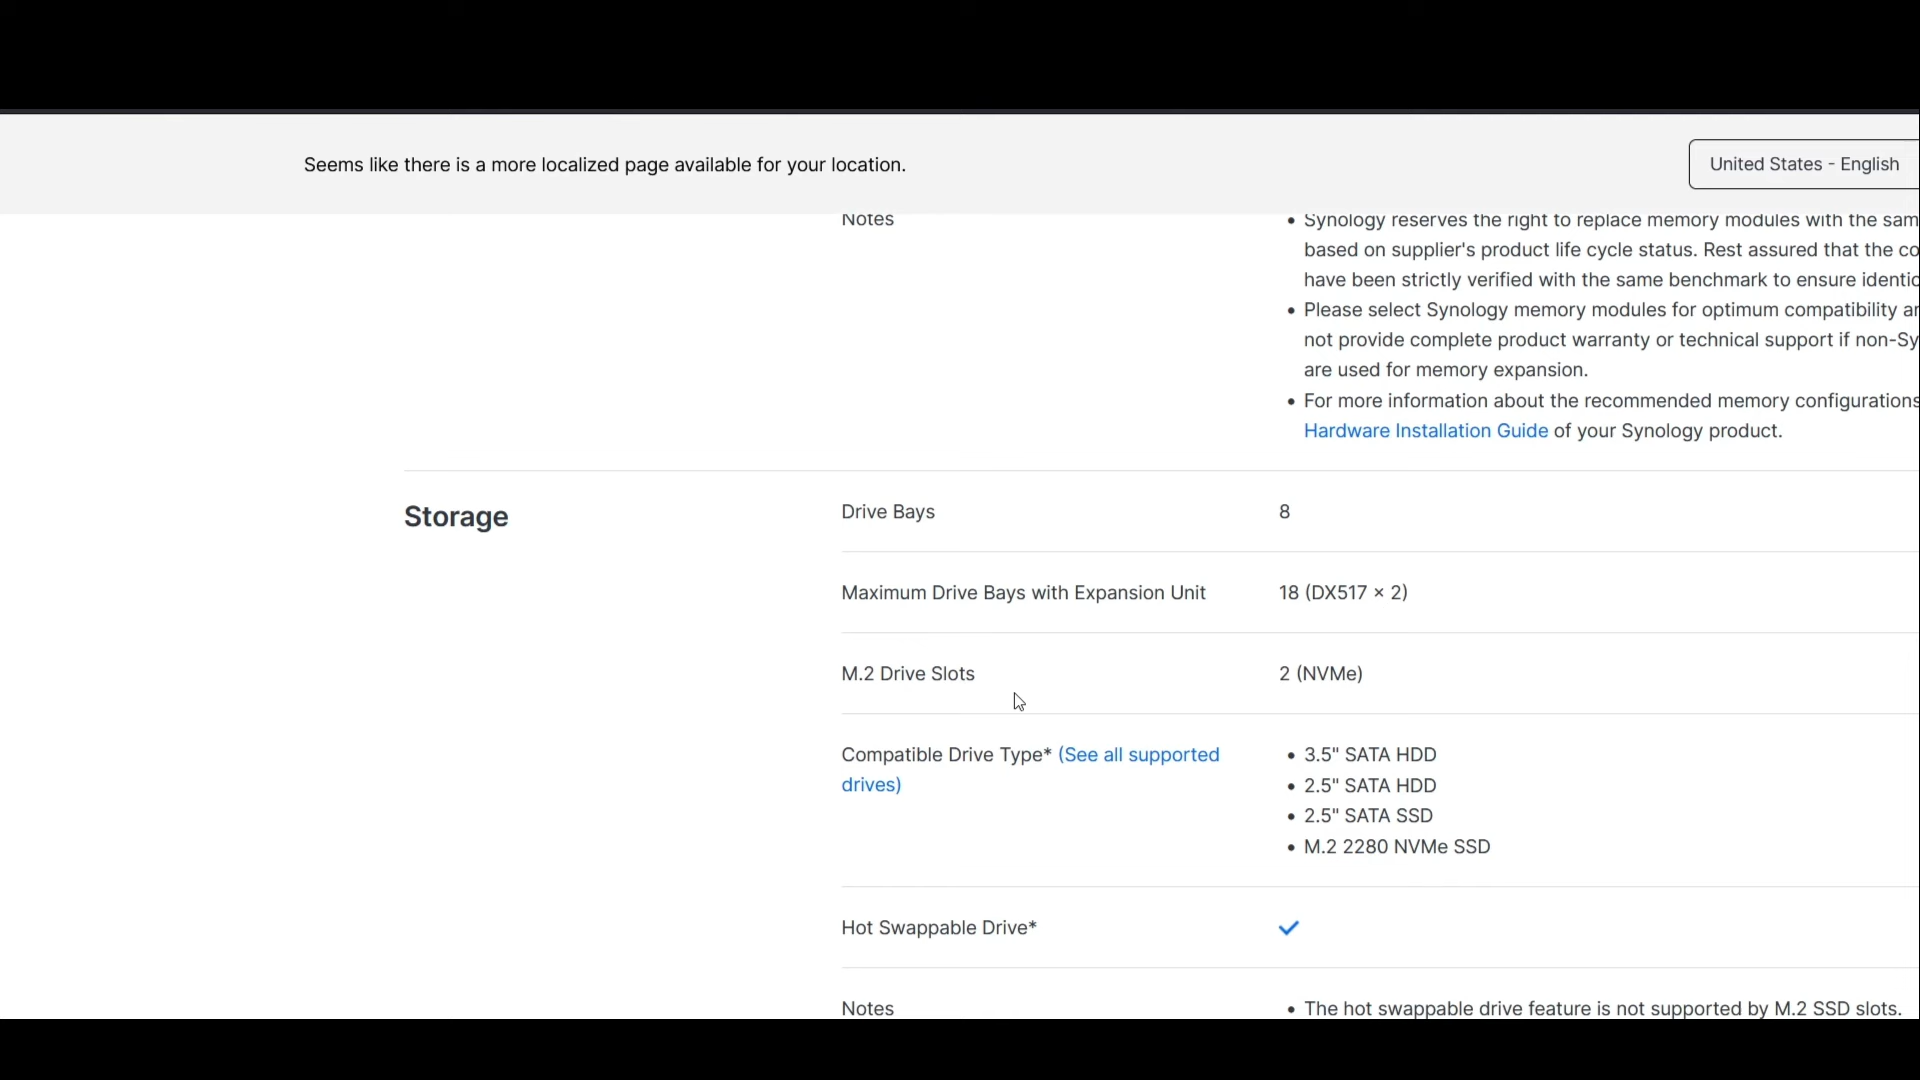 Seems like there is a more localized page available for your location.
United States - English
Notes
• Synology reserves the right to replace memory modules with the sam
based on supplier's product life cycle status. Rest assured that the co
have been strictly verified with the same benchmark to ensure identic
• Please select Synology memory modules for optimum compatibility ar
not provide complete product warranty or technical support if non-Sy
are used for memory expansion.
• For more information about the recommended memory configurations
Hardware Installation Guide of your Synology product.
Storage
Drive Bays
8
Maximum Drive Bays with Expansion Unit
18 (DX517 × 2)
M.2 Drive Slots
2 (NVMe)
Compatible Drive Type* (See all supported
drives)
• 3.5" SATA HDD
• 2.5" SATA HDD
• 2.5" SATA SSD
• M.2 2280 NVMe SSD
Hot Swappable Drive*
Notes
• The hot swappable drive feature is not supported by M.2 SSD slots.